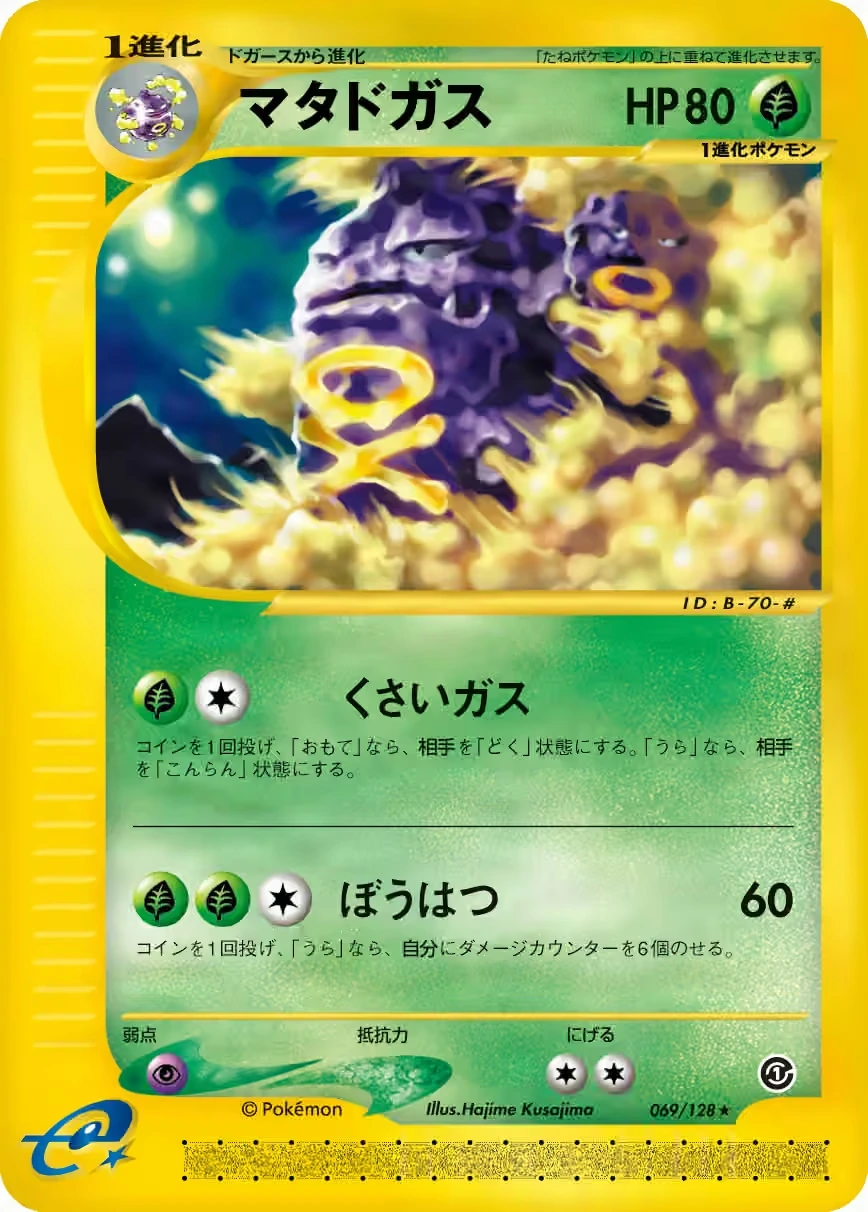 1進化
ドガースから進化
「たねポケモン」の上に重ねて進化させます。
マタドガス
HP80
1進化ポケモン
ID:B-70-#
くさいガス
コインを1回投げ、「おもて」なら、相手を「どく」状態にする。「うら」なら、相手
を「こんらん」状態にする。
ぼうはつ
60
コインを1回投げ、「うら」なら、自分にダメージカウンターを6個のせる。
弱点
抵抗力
にげる
©Pokémon
Illus.Hajime Kusajima
069/128★
e
1